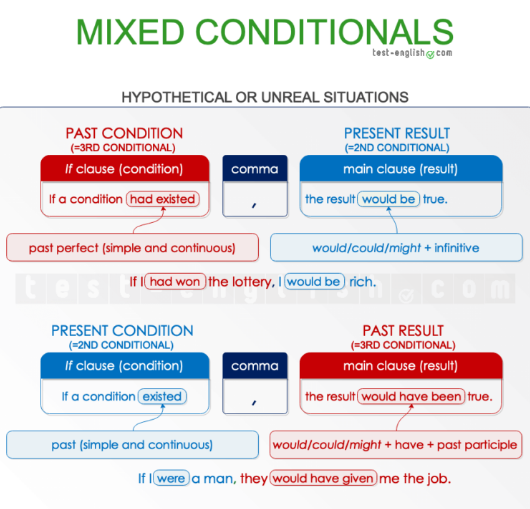 MIXED CONDITIONALS
test-english.com
HYPOTHETICAL OR UNREAL SITUATIONS
PAST CONDITION
(=3RD CONDITIONAL)
If clause (condition)
If a condition had existed
past perfect (simple and continuous)
comma
,
PRESENT RESULT
(=2ND CONDITIONAL)
main clause (result)
the result would be true.
would/could/might + infinitive
If I had won the lottery, I would be rich.
test-english.com
PRESENT CONDITION
(=2ND CONDITIONAL)
If clause (condition)
If a condition existed
past (simple and continuous)
comma
,
PAST RESULT
(=3RD CONDITIONAL)
main clause (result)
the result would have been true.
would/could/might + have + past participle
If I were a man, they would have given me the job.